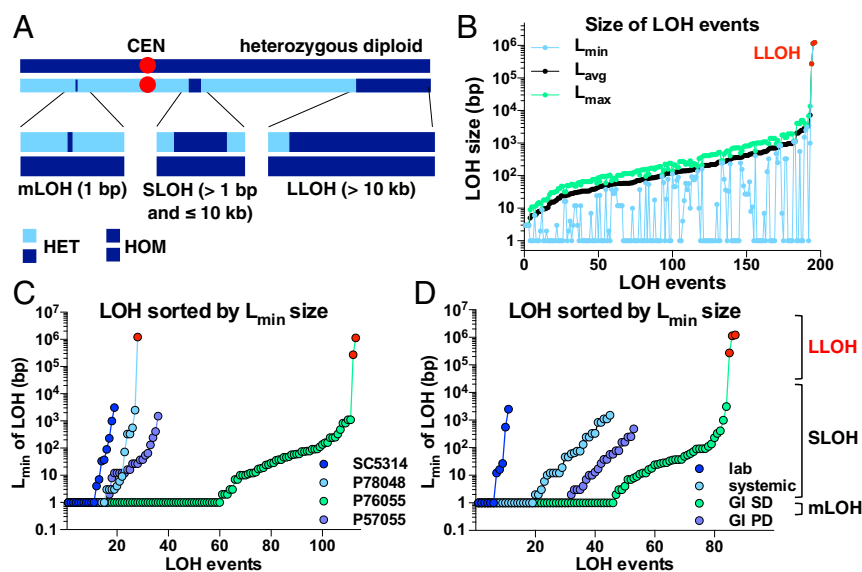 A
CEN
heterozygous diploid
mLOH (1 bp)
SLOH (> 1 bp
and ≤ 10 kb)
LLOH (> 10 kb)
HET
HOM
B
Size of LOH events
LOH size (bp)
10⁶
10⁵
10⁴
10³
10²
10
1
Lmin
Lavg
Lmax
LLOH
0
50
100
150
200
LOH events
C
LOH sorted by Lmin size
Lmin of LOH (bp)
10⁷
10⁶
10⁵
10⁴
10³
10²
10¹
1
0.1
SC5314
P78048
P76055
P57055
20
60
100
LOH events
D
LOH sorted by Lmin size
Lmin of LOH (bp)
10⁷
10⁶
10⁵
10⁴
10³
10²
10¹
1
0.1
lab
systemic
GI SD
GI PD
20
40
60
80
LOH events
LLOH
SLOH
mLOH